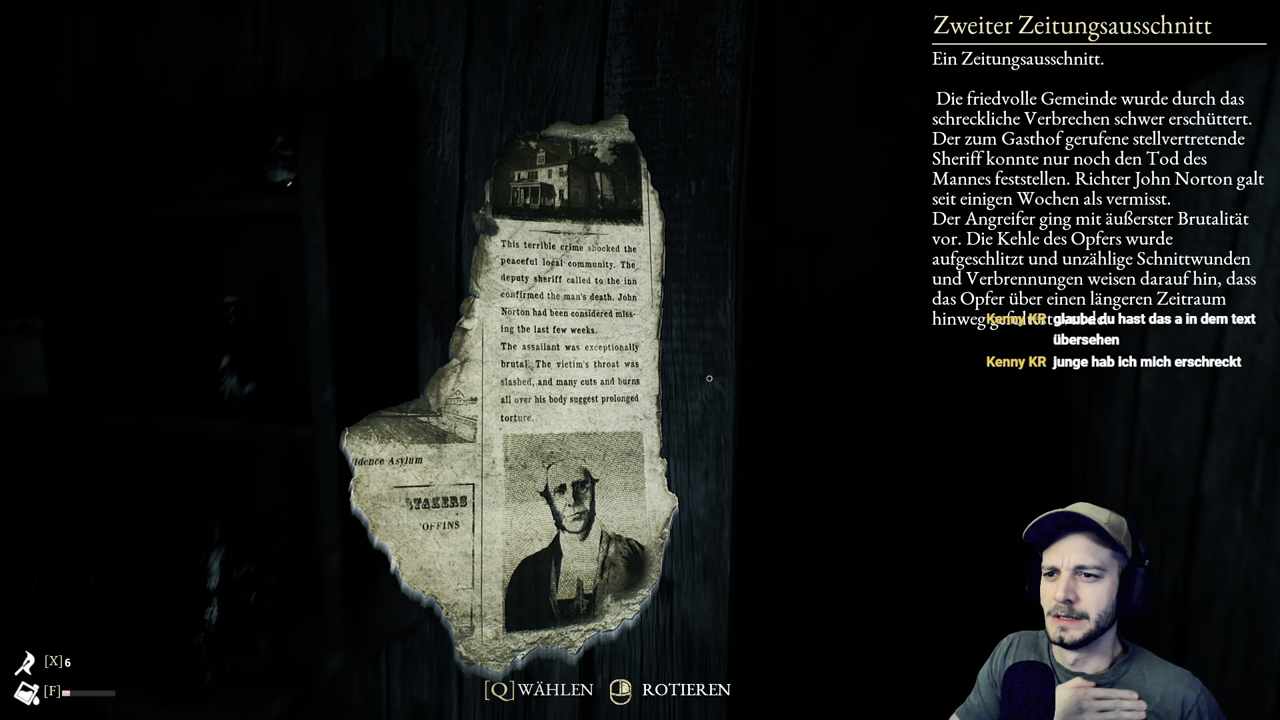 Zweiter Zeitungsausschnitt
Ein Zeitungsausschnitt.
Die friedvolle Gemeinde wurde durch das
schreckliche Verbrechen schwer erschüttert.
Der zum Gasthof gerufene stellvertretende
Sheriff konnte nur noch den Tod des
Mannes feststellen. Richter John Norton galt
seit einigen Wochen als vermisst.
Der Angreifer ging mit äußerster Brutalität
vor. Die Kehle des Opfers wurde
aufgeschlitzt und unzählige Schnittwunden
und Verbrennungen weisen darauf hin, dass
das Opfer über einen längeren Zeitraum
hinweg
Kenny KR glaube du hast das a in dem text
übersehen
Kenny KR junge hab ich mich erschreckt
This terrible crime shocked the
peaceful local community. The
deputy sheriff called to the inn
confirmed the man's death. John
Norton had been considered miss-
ing the last few weeks.
The assailant was exceptionally
brutal. The victim's throat was
slashed, and many cuts and burns
all over his body suggest prolonged
torture.
idence Asylum
TAKERS
OFFINS
[X] 6
[F]
[Q] WÄHLEN ROTIEREN